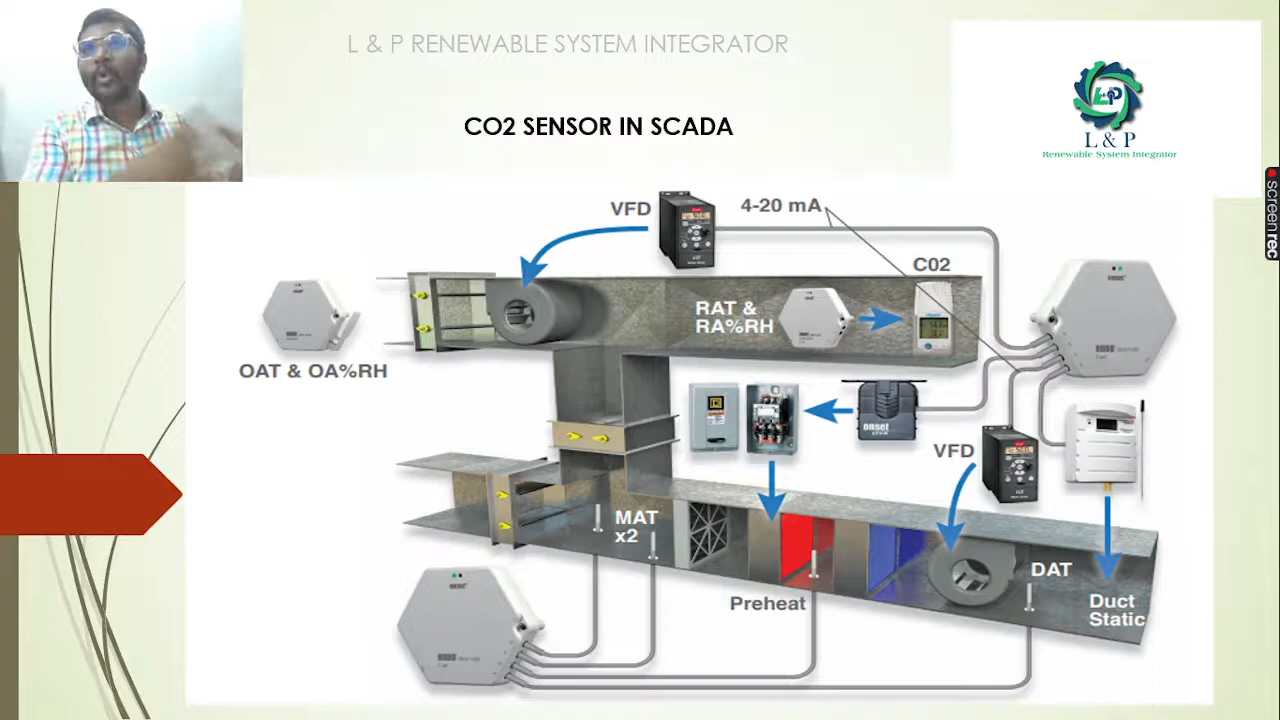 L & P RENEWABLE SYSTEM INTEGRATOR
L & P
Renewable System Integrator
CO2 SENSOR IN SCADA
screenrec
VFD
4-20 mA
C02
RAT &
RA%RH
OAT & OA%RH
onset
VFD
MAT
x2
DAT
Preheat
Duct
Static